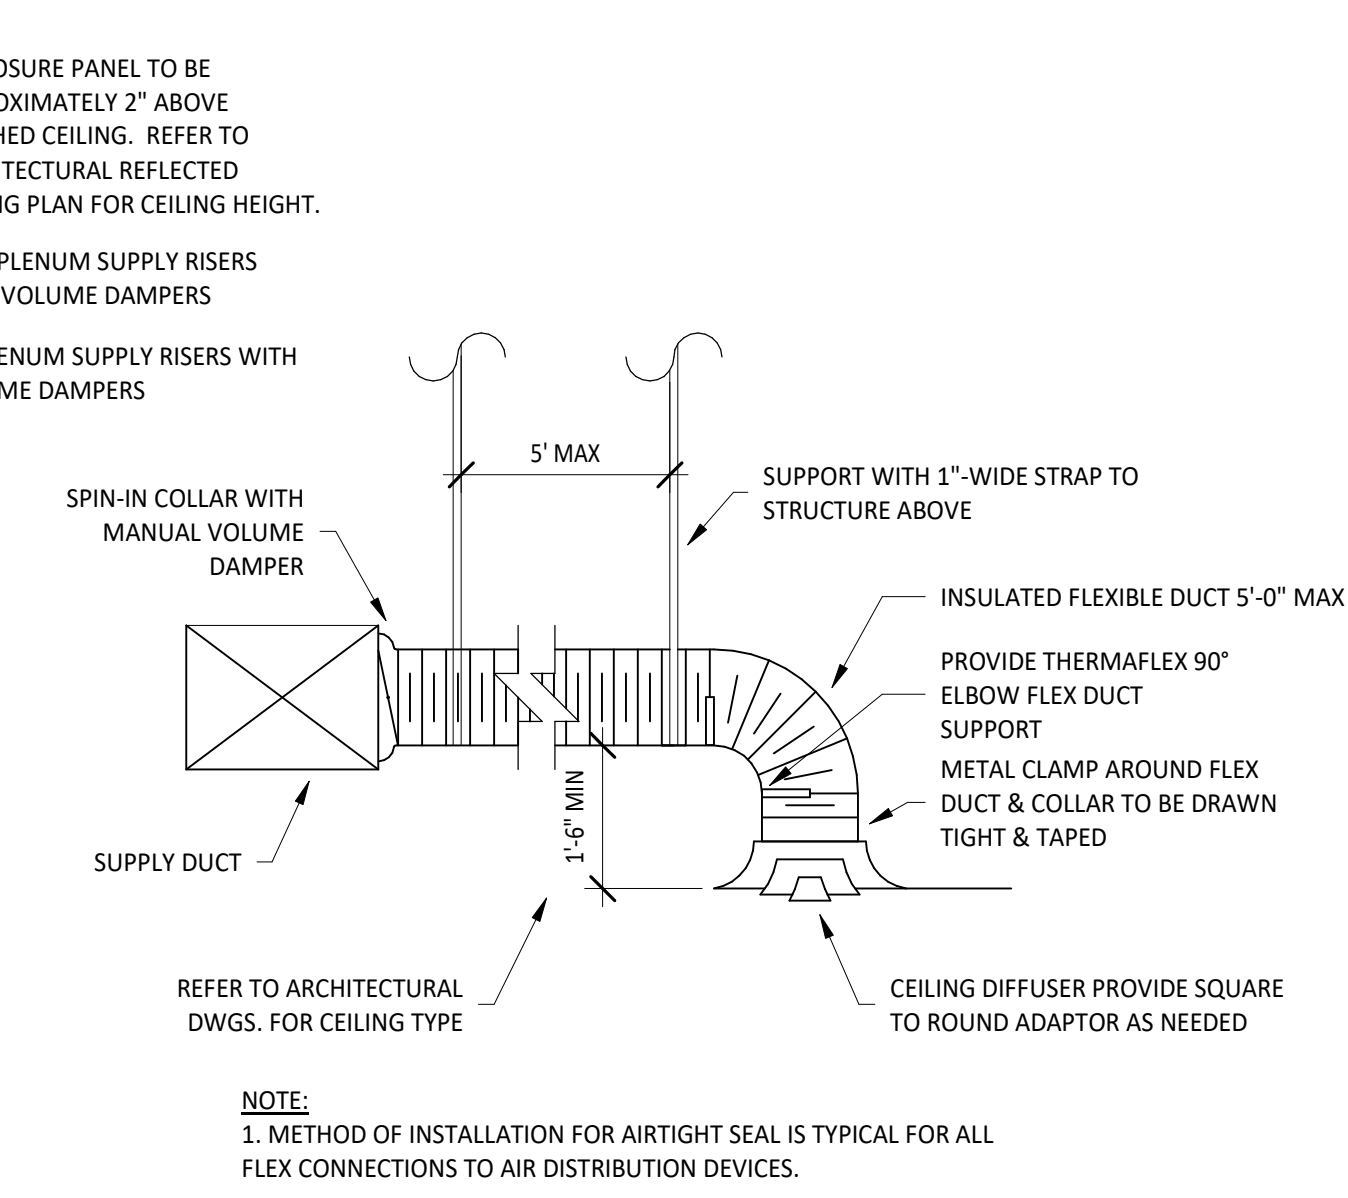 OSURE PANEL TO BE
OXIMATELY 2" ABOVE
HED CEILING. REFER TO
TECTURAL REFLECTED
NG PLAN FOR CEILING HEIGHT.
PLENUM SUPPLY RISERS
VOLUME DAMPERS
ENUM SUPPLY RISERS WITH
ME DAMPERS
5' MAX
SUPPORT WITH 1"-WIDE STRAP TO
STRUCTURE ABOVE
SPIN-IN COLLAR WITH
MANUAL VOLUME
DAMPER
INSULATED FLEXIBLE DUCT 5'-0" MAX
PROVIDE THERMAFLEX 90°
ELBOW FLEX DUCT
SUPPORT
METAL CLAMP AROUND FLEX
DUCT & COLLAR TO BE DRAWN
TIGHT & TAPED
1'-6" MIN
SUPPLY DUCT
REFER TO ARCHITECTURAL
DWGS. FOR CEILING TYPE
CEILING DIFFUSER PROVIDE SQUARE
TO ROUND ADAPTOR AS NEEDED
NOTE:
1. METHOD OF INSTALLATION FOR AIRTIGHT SEAL IS TYPICAL FOR ALL
FLEX CONNECTIONS TO AIR DISTRIBUTION DEVICES.